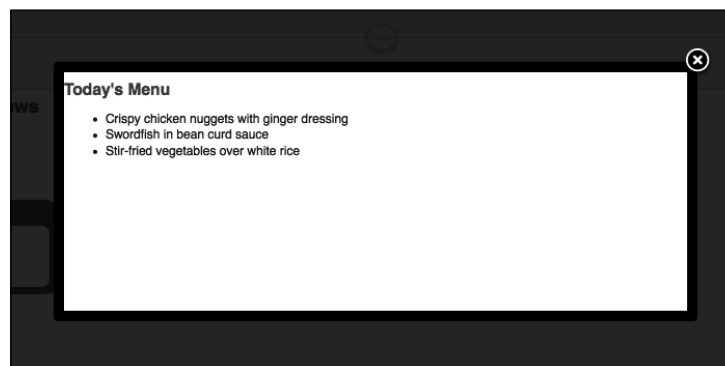 Today's Menu
• Crispy chicken nuggets with ginger dressing
• Swordfish in bean curd sauce
• Stir-fried vegetables over white rice